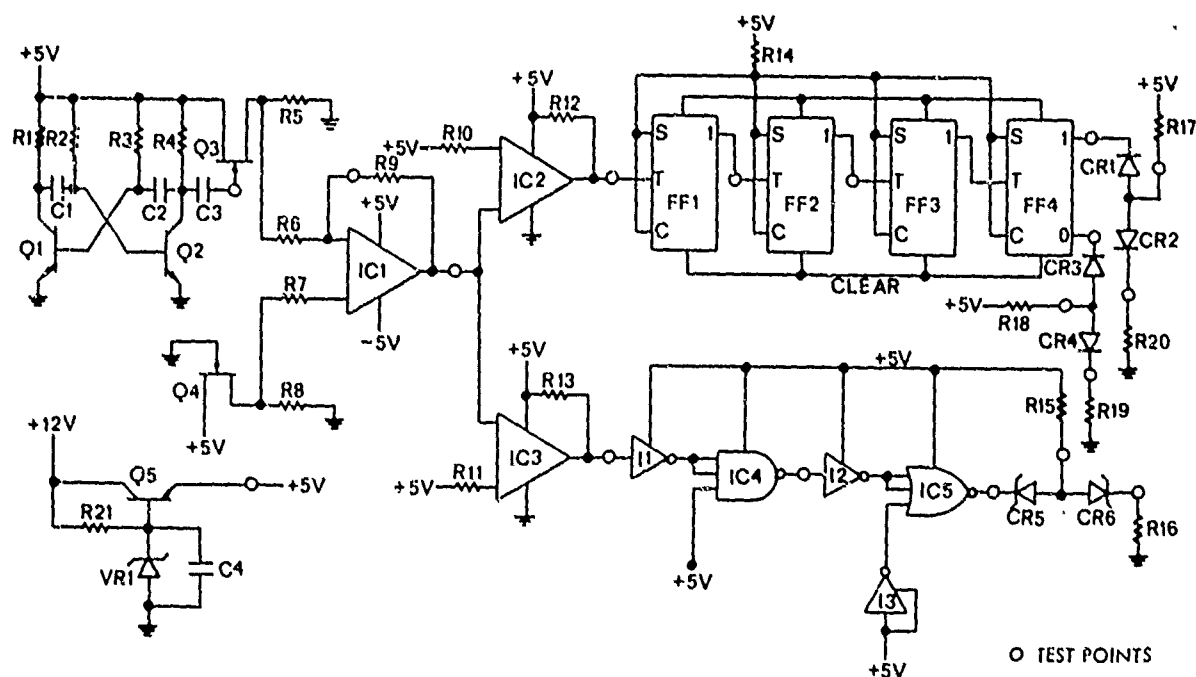 +5V
R1
R2
R3
R4
Q3
R5
C1
C2
C3
Q1
Q2
R6
R7
R9
+5V
IC1
-5V
Q4
+5V
R8
+12V
Q5
+5V
R21
VR1
C4
+5V
R12
R10
+5V
IC2
+5V
R13
IC3
R11
+5V
+5V
R14
S
1
T
FF1
C
S
1
T
FF2
C
S
1
T
FF3
C
S
1
T
FF4
C
0
CLEAR
+5V
R17
CR1
CR2
CR3
+5V
R18
CR4
R20
R19
+5V
R15
I1
IC4
+5V
I2
IC5
CR5
CR6
R16
I3
+5V
O TEST POINTS